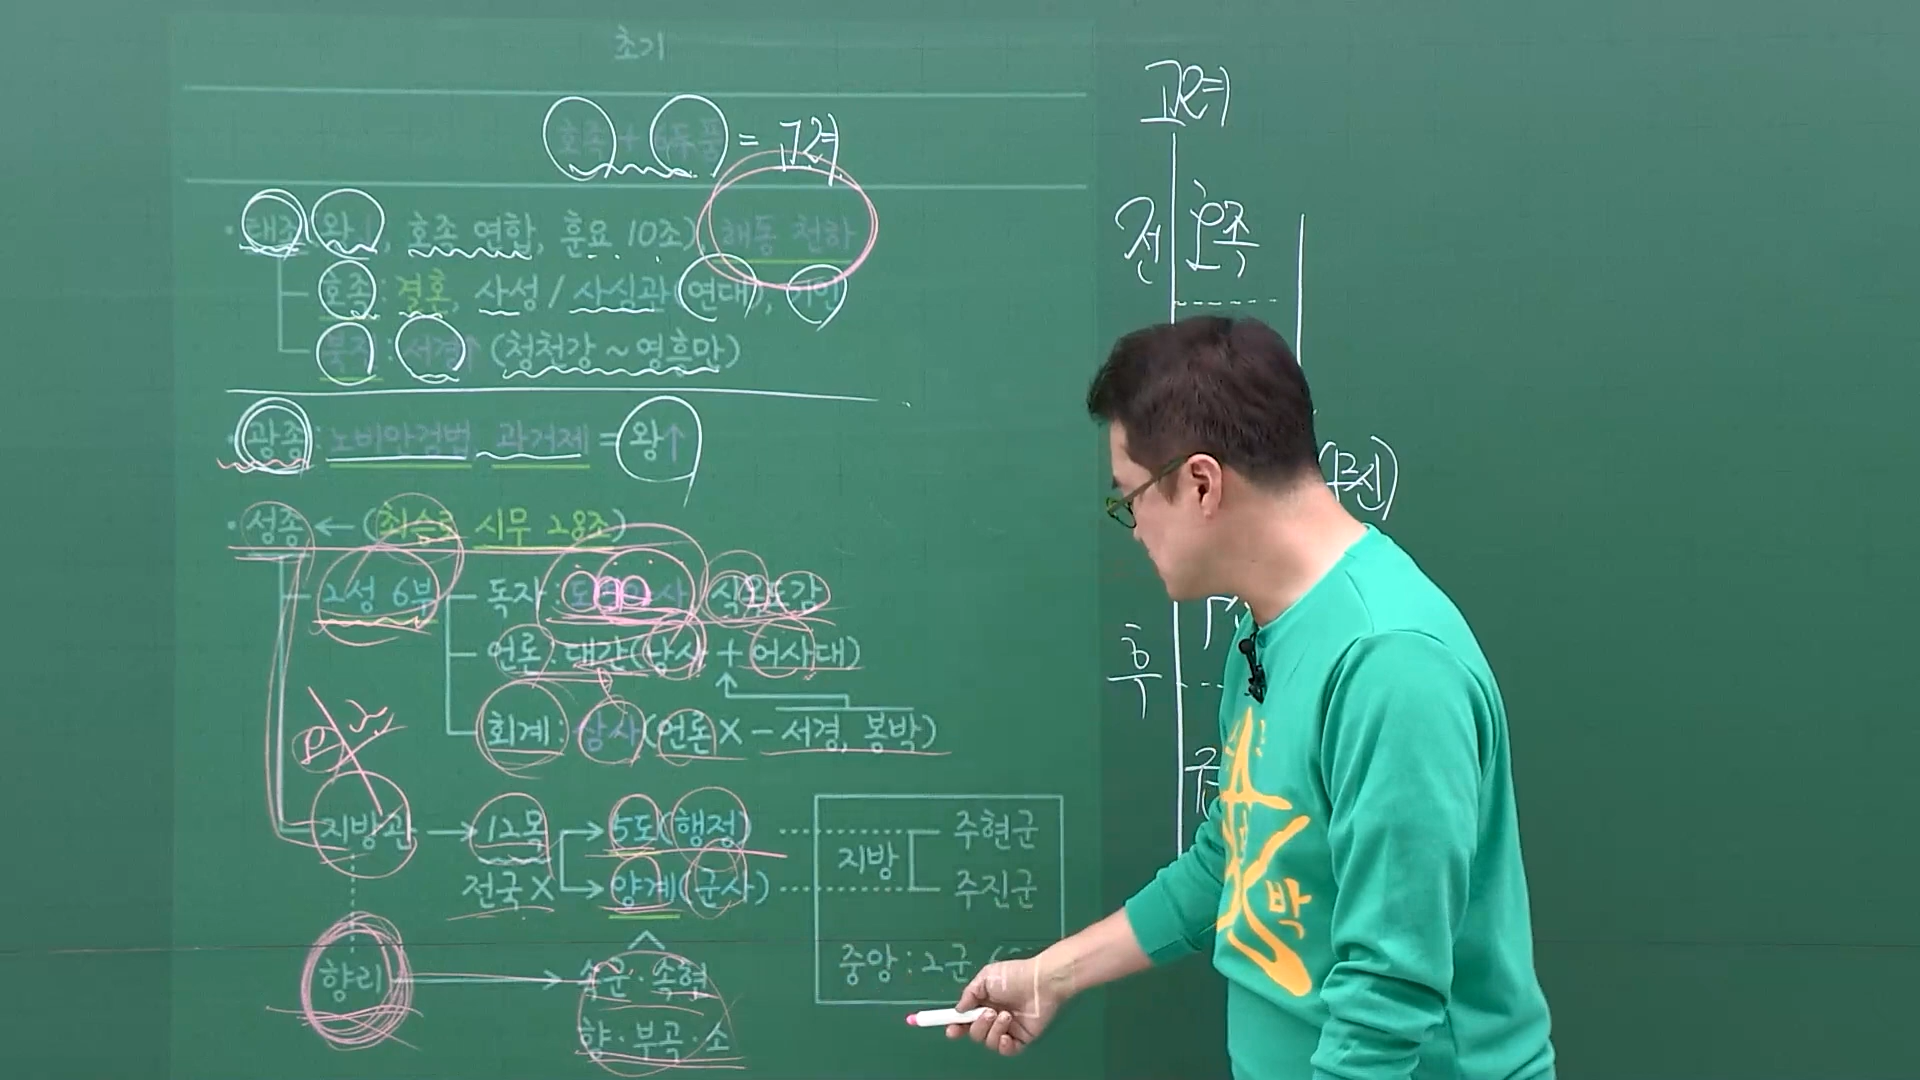 초기
호족 + 6두품 = 고려
· 태조(왕↑, 호족 연합, 훈요 10조), 해동 천하
호족 : 결혼, 사성 / 사심관(연대), 기인
북진 : 서경↑ (청천강 ~ 영흥만)
· 광종 : 노비안검법, 과거제 = 왕↑
· 성종 ← (최승로 시무 28조)
2성 6부
독자 : 도병마사, 식목도감
언론 : 대간(낭사 + 어사대)
회계 : 삼사(언론X - 서경, 봉박)
지방관 → 12목 → 5도(행정)
전국X → 양계(군사)
지방 주현군
주진군
중앙 : 2군
향리 → 속군·속현
향·부곡·소
고려
전 호족
(무신)
후
박